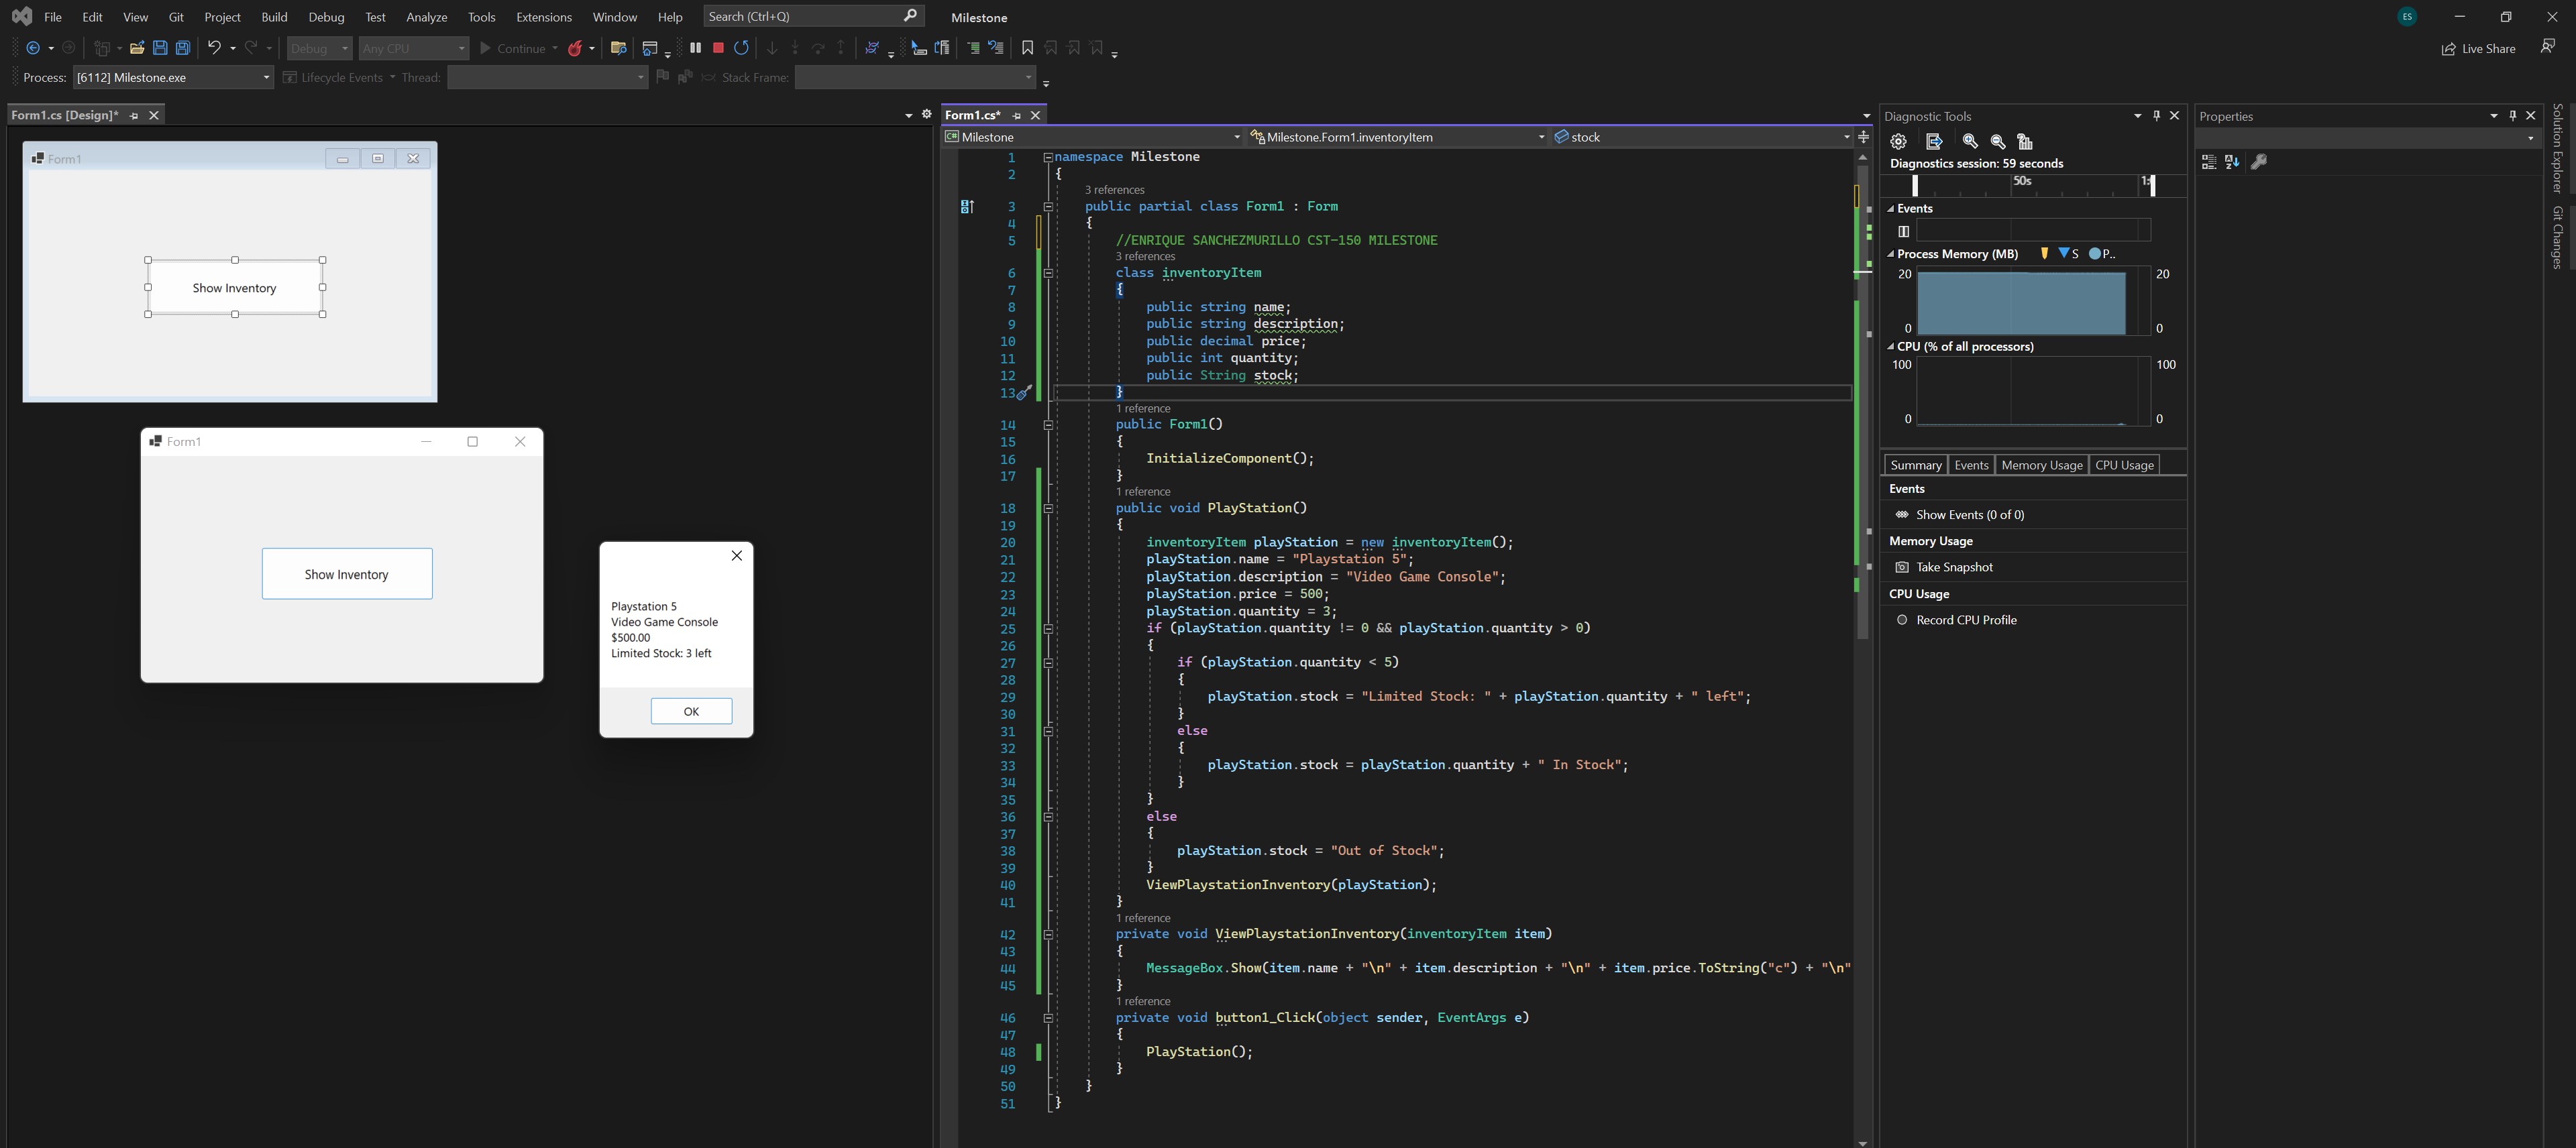 File Edit View Git Project Build Debug Test Analyze Tools Extensions Window Help Search (Ctrl+Q) Milestone ES
Debug Any CPU Continue Live Share
Process: [6112] Milestone.exe Lifecycle Events Thread: Stack Frame:
Form1.cs [Design]*
Form1
Show Inventory
Form1
Show Inventory
Playstation 5
Video Game Console
$500.00
Limited Stock: 3 left
OK
Form1.cs*
Milestone Milestone.Form1.inventoryItem stock
1 namespace Milestone
2 {
3 references
3 public partial class Form1 : Form
4 {
5 //ENRIQUE SANCHEZMURILLO CST-150 MILESTONE
3 references
6 class inventoryItem
7 {
8 public string name;
9 public string description;
10 public decimal price;
11 public int quantity;
12 public String stock;
13 }
1 reference
14 public Form1()
15 {
16 InitializeComponent();
17 }
1 reference
18 public void PlayStation()
19 {
20 inventoryItem playStation = new inventoryItem();
21 playStation.name = "Playstation 5";
22 playStation.description = "Video Game Console";
23 playStation.price = 500;
24 playStation.quantity = 3;
25 if (playStation.quantity != 0 && playStation.quantity > 0)
26 {
27 if (playStation.quantity < 5)
28 {
29 playStation.stock = "Limited Stock: " + playStation.quantity + " left";
30 }
31 else
32 {
33 playStation.stock = playStation.quantity + " In Stock";
34 }
35 }
36 else
37 {
38 playStation.stock = "Out of Stock";
39 }
40 ViewPlaystationInventory(playStation);
41 }
1 reference
42 private void ViewPlaystationInventory(inventoryItem item)
43 {
44 MessageBox.Show(item.name + "\n" + item.description + "\n" + item.price.ToString("c") + "\n"
45 }
1 reference
46 private void button1_Click(object sender, EventArgs e)
47 {
48 PlayStation();
49 }
50 }
51 }
Diagnostic Tools
Diagnostics session: 59 seconds
50s 1:
Events
Process Memory (MB) S P..
20 20
0 0
CPU (% of all processors)
100 100
0 0
Summary Events Memory Usage CPU Usage
Events
Show Events (0 of 0)
Memory Usage
Take Snapshot
CPU Usage
Record CPU Profile
Properties
Solution Explorer
Git Changes